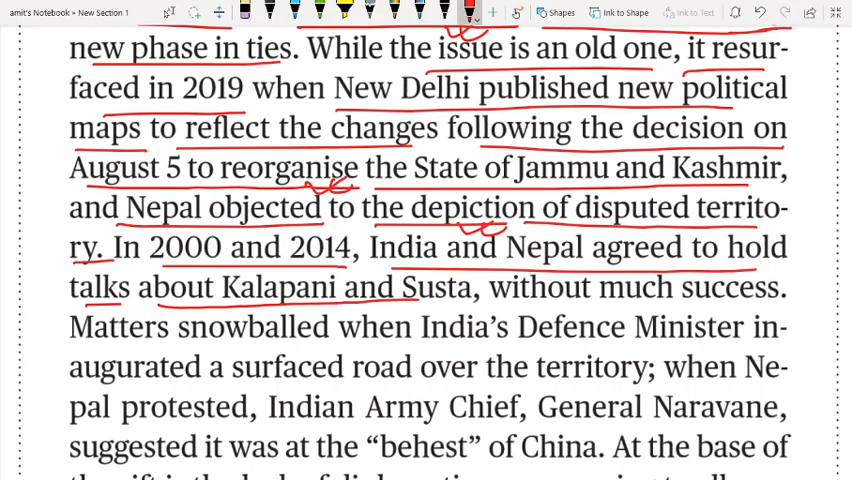 amit's Notebook » New Section 1
Shapes
Ink to Shape
Ink to Text
new phase in ties. While the issue is an old one, it resur-
faced in 2019 when New Delhi published new political
maps to reflect the changes following the decision on
August 5 to reorganise the State of Jammu and Kashmir,
and Nepal objected to the depiction of disputed territo-
ry. In 2000 and 2014, India and Nepal agreed to hold
talks about Kalapani and Susta, without much success.
Matters snowballed when India's Defence Minister in-
augurated a surfaced road over the territory; when Ne-
pal protested, Indian Army Chief, General Naravane,
suggested it was at the “behest” of China. At the base of